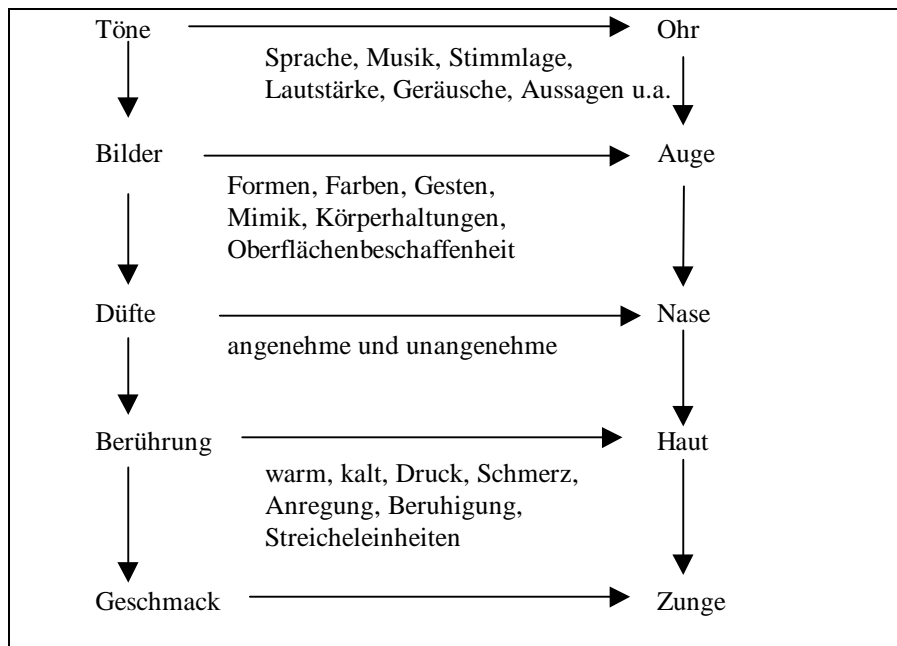 Töne Ohr
Sprache, Musik, Stimmlage,
Lautstärke, Geräusche, Aussagen u.a.
Bilder Auge
Formen, Farben, Gesten,
Mimik, Körperhaltungen,
Oberflächenbeschaffenheit
Düfte Nase
angenehme und unangenehme
Berührung Haut
warm, kalt, Druck, Schmerz,
Anregung, Beruhigung,
Streicheleinheiten
Geschmack Zunge